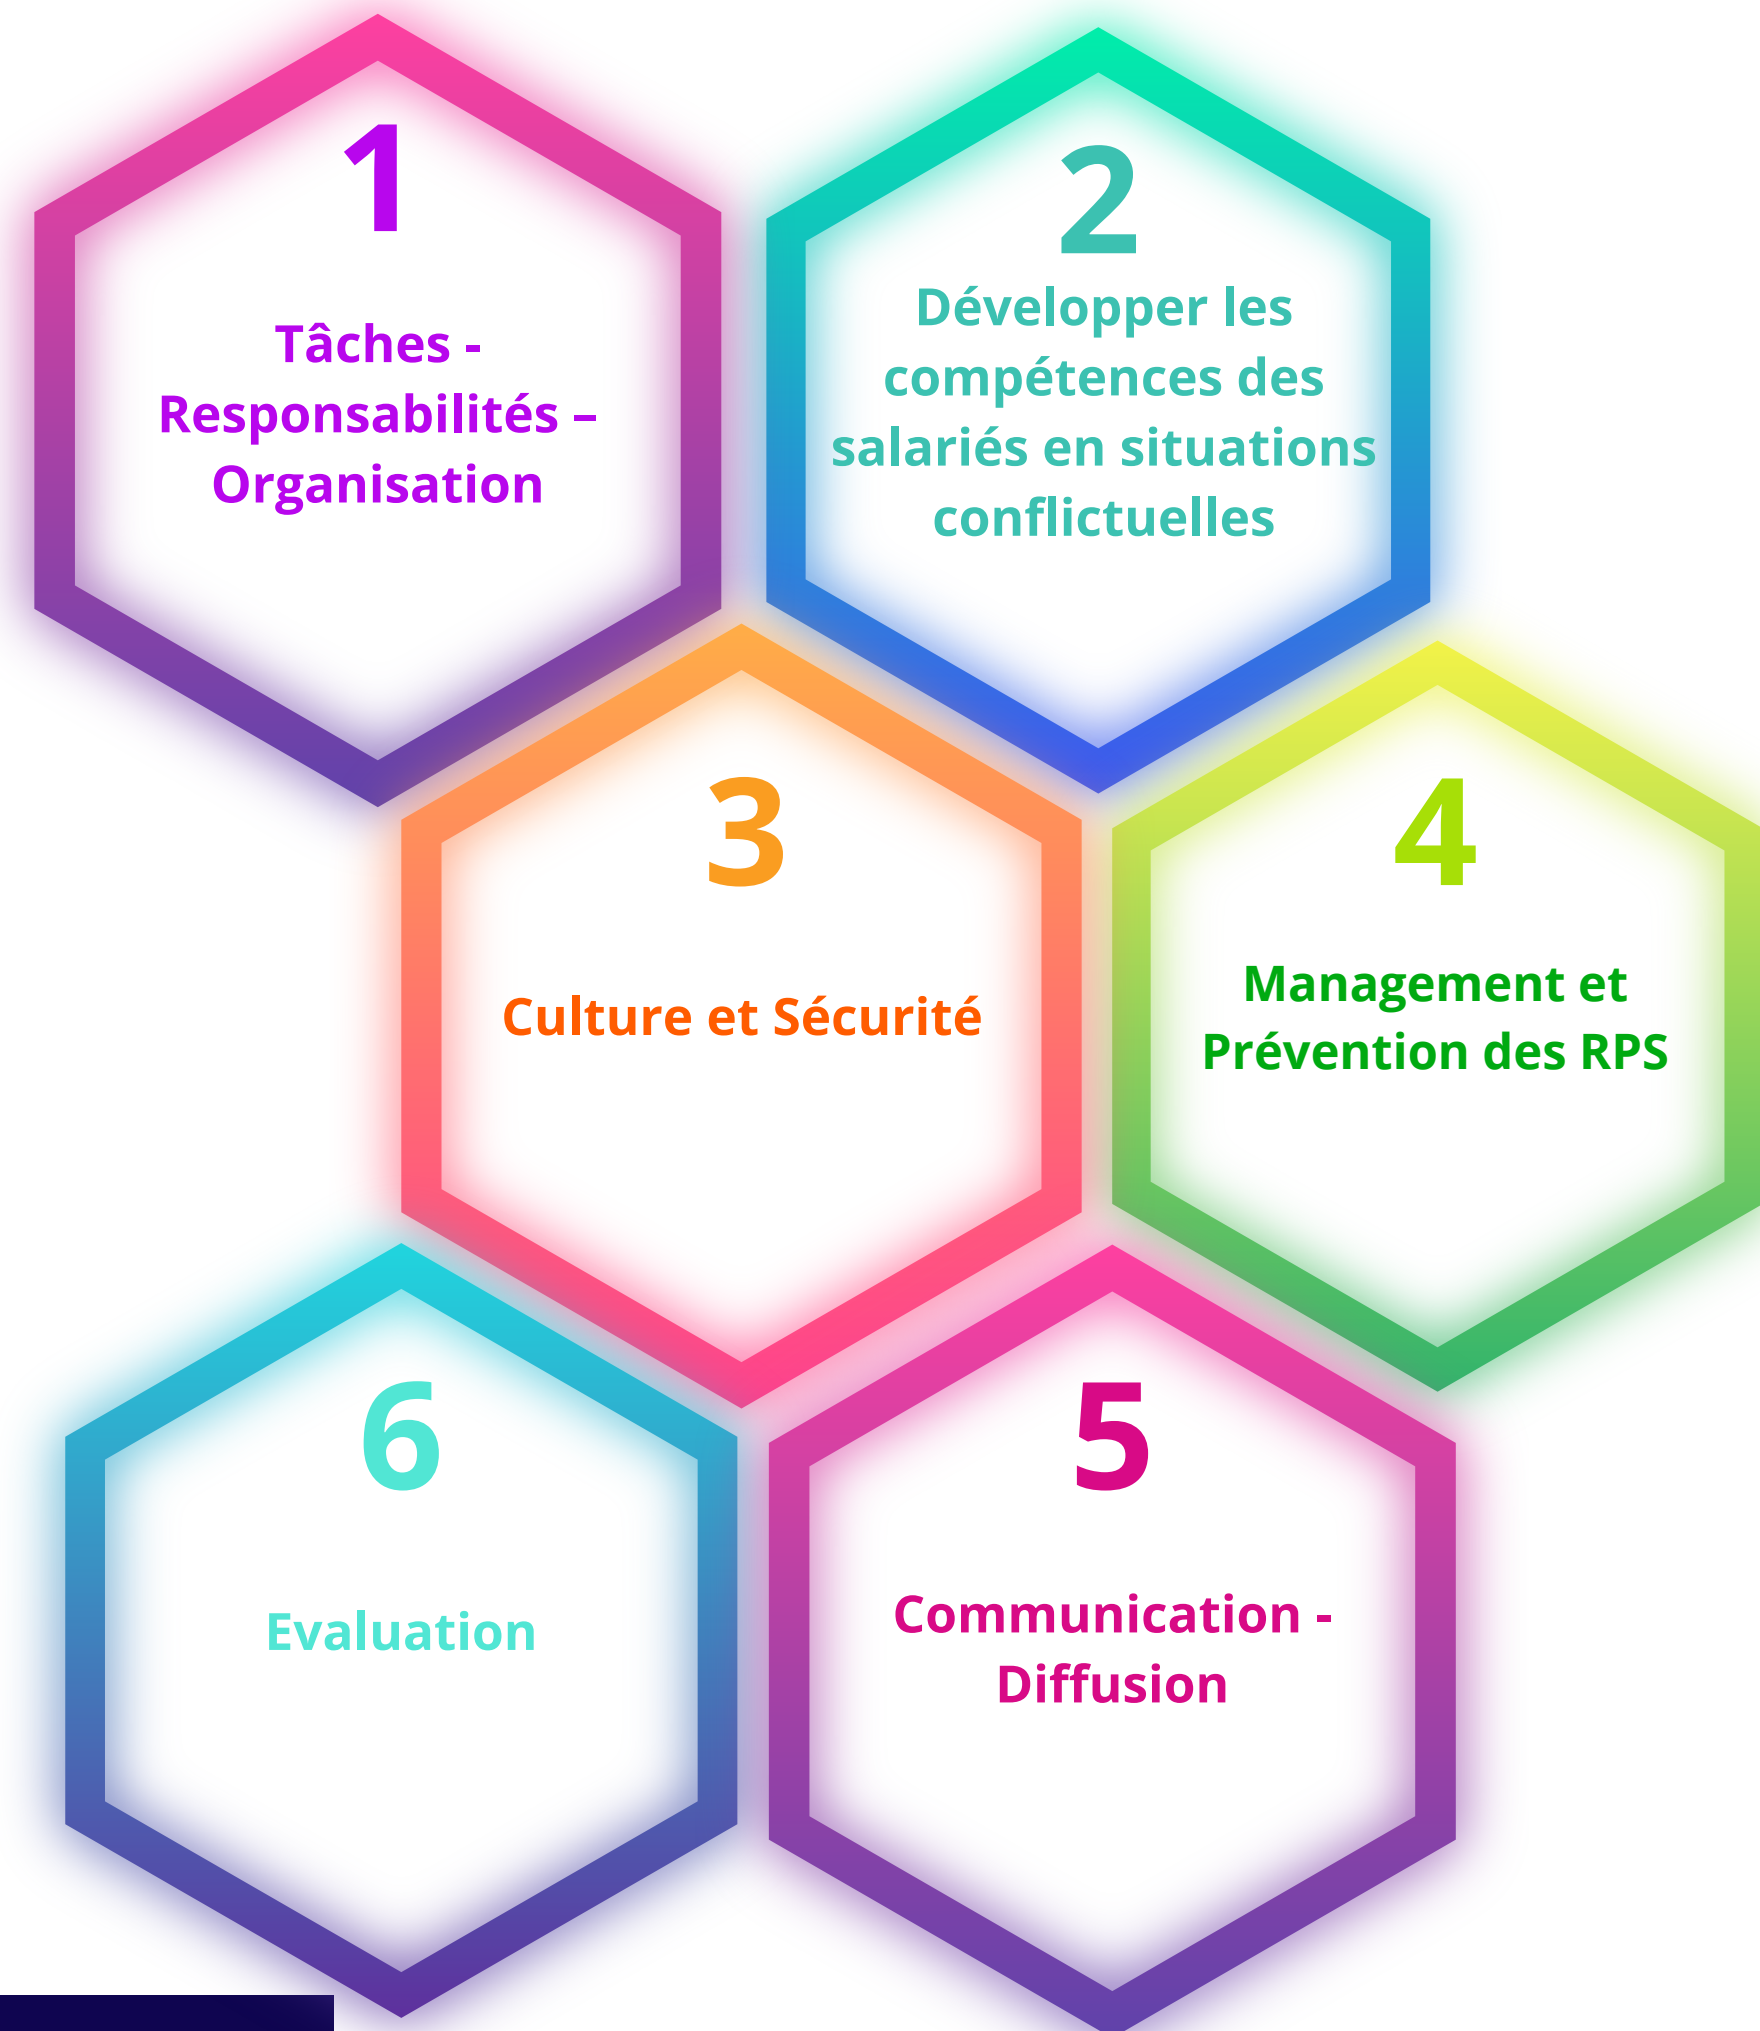 1
Tâches -
Responsabilités –
Organisation
2
Développer les
compétences des
salariés en situations
conflictuelles
3
Culture et Sécurité
4
Management et
Prévention des RPS
6
Evaluation
5
Communication -
Diffusion